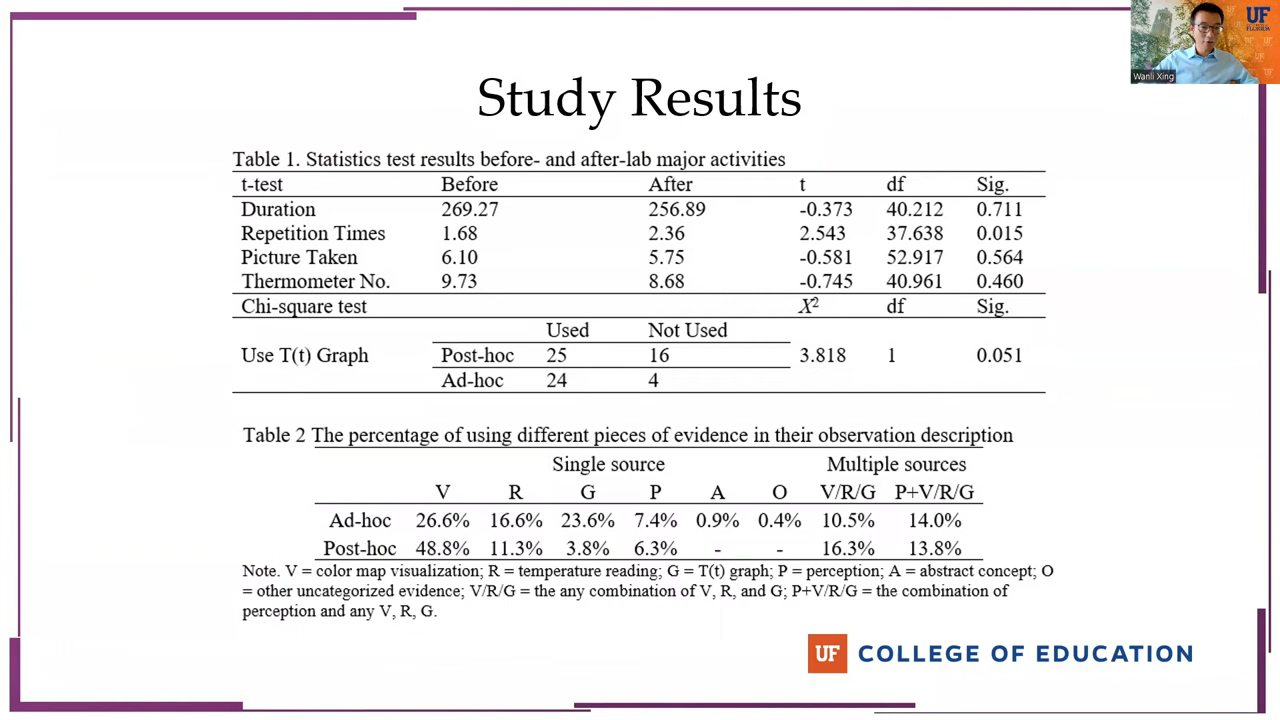 UF
FLORIDA
UF
Wanli Xing
Study Results
Table 1. Statistics test results before- and after-lab major activities
t-test Before After t df Sig.
Duration 269.27 256.89 -0.373 40.212 0.711
Repetition Times 1.68 2.36 2.543 37.638 0.015
Picture Taken 6.10 5.75 -0.581 52.917 0.564
Thermometer No. 9.73 8.68 -0.745 40.961 0.460
Chi-square test X² df Sig.
Used Not Used
Use T(t) Graph Post-hoc 25 16 3.818 1 0.051
Ad-hoc 24 4
Table 2 The percentage of using different pieces of evidence in their observation description
Single source Multiple sources
V R G P A O V/R/G P+V/R/G
Ad-hoc 26.6% 16.6% 23.6% 7.4% 0.9% 0.4% 10.5% 14.0%
Post-hoc 48.8% 11.3% 3.8% 6.3% - - 16.3% 13.8%
Note. V = color map visualization; R = temperature reading; G = T(t) graph; P = perception; A = abstract concept; O
= other uncategorized evidence; V/R/G = the any combination of V, R, and G; P+V/R/G = the combination of
perception and any V, R, G.
UF COLLEGE OF EDUCATION